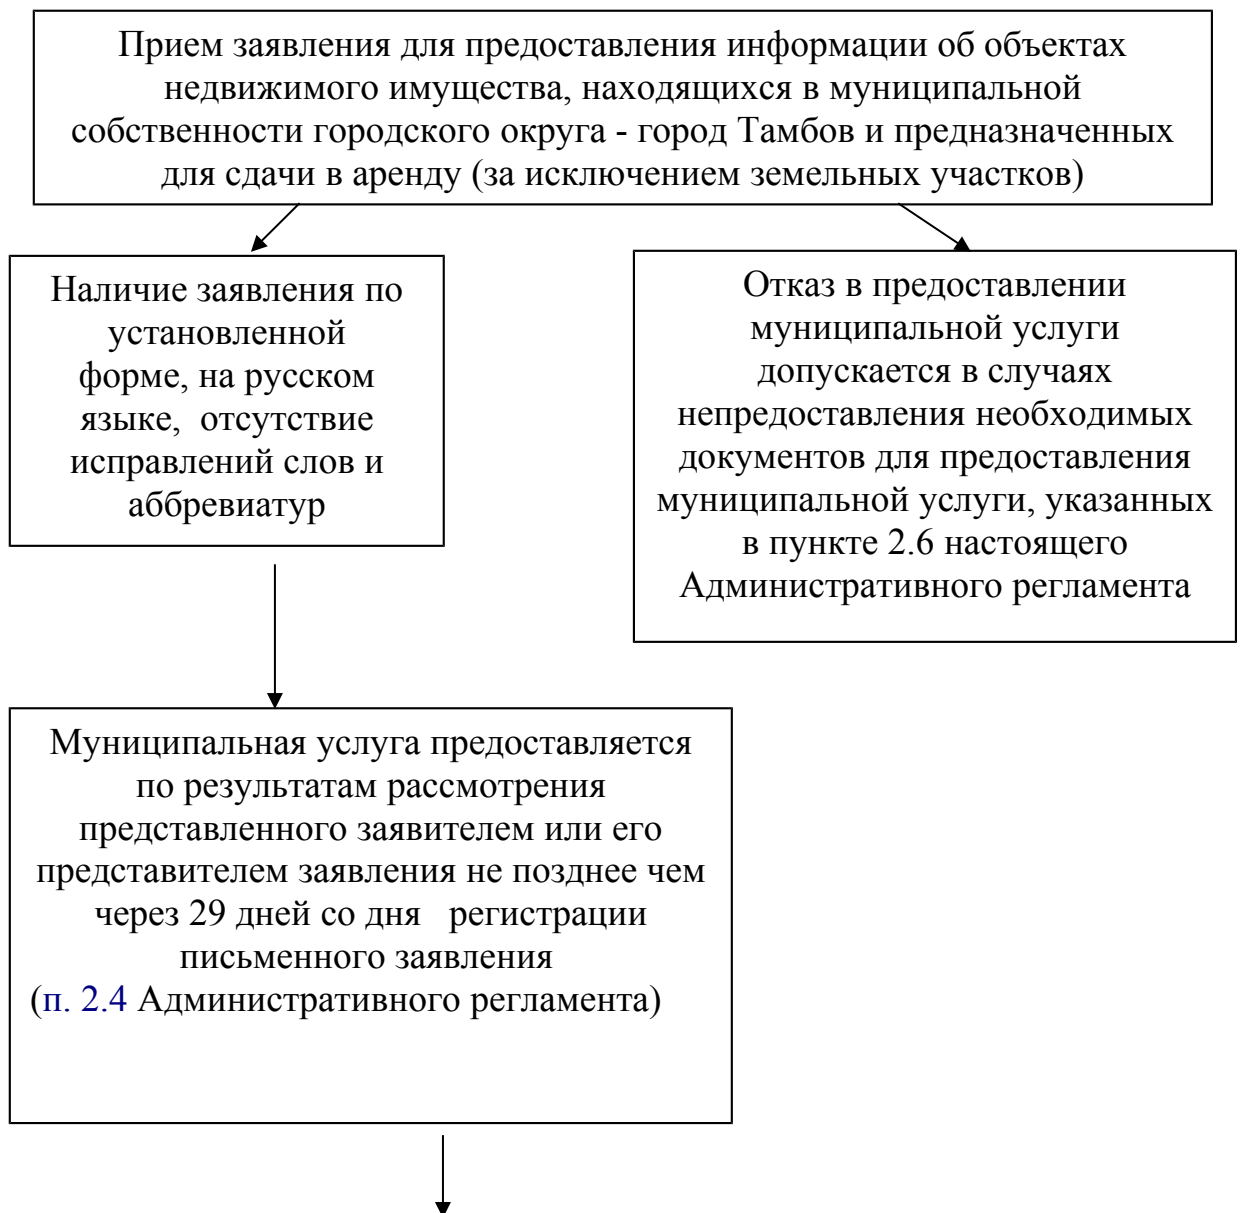 Прием заявления для предоставления информации об объектах
недвижимого имущества, находящихся в муниципальной
собственности городского округа - город Тамбов и предназначенных
для сдачи в аренду (за исключением земельных участков)
Наличие заявления по
установленной
форме, на русском
языке,  отсутствие
исправлений слов и
аббревиатур
Отказ в предоставлении
муниципальной услуги
допускается в случаях
непредоставления необходимых
документов для предоставления
муниципальной услуги, указанных
в пункте 2.6 настоящего
Административного регламента
Муниципальная услуга предоставляется
по результатам рассмотрения
представленного заявителем или его
представителем заявления не позднее чем
через 29 дней со дня   регистрации
письменного заявления
(п. 2.4 Административного регламента)